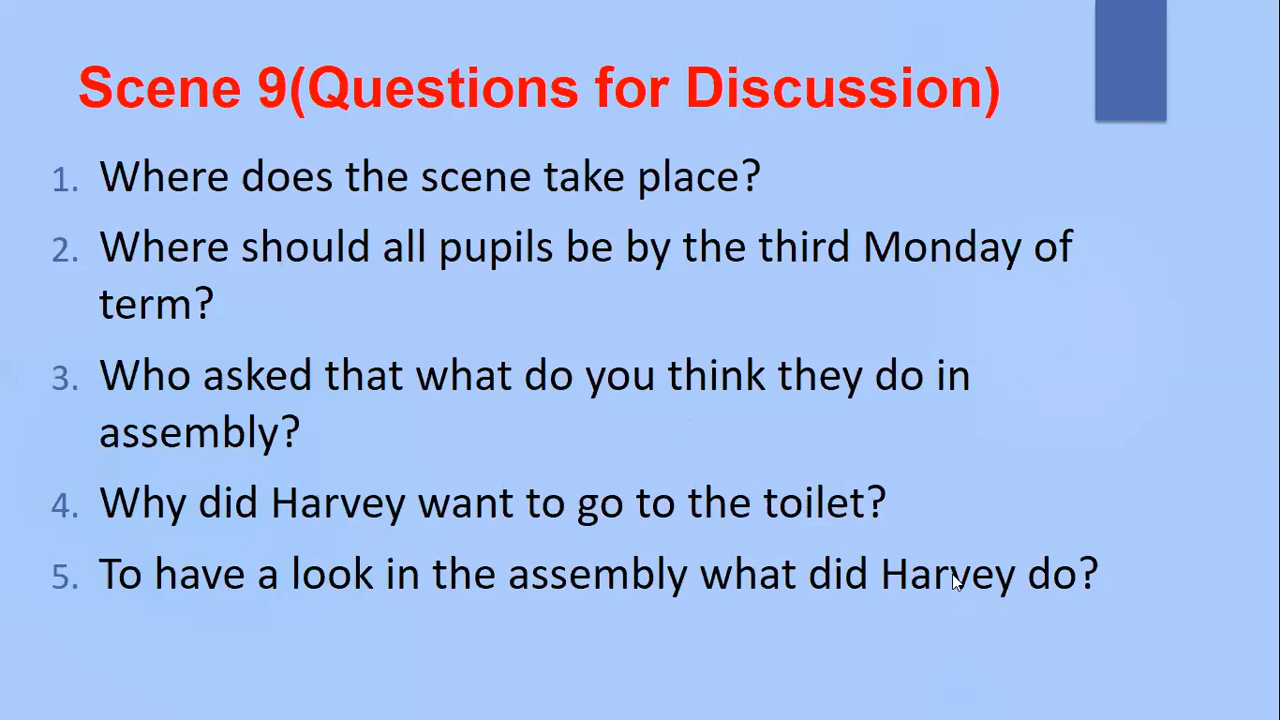 Scene 9(Questions for Discussion)
1. Where does the scene take place?
2. Where should all pupils be by the third Monday of
term?
3. Who asked that what do you think they do in
assembly?
4. Why did Harvey want to go to the toilet?
5. To have a look in the assembly what did Harvey do?